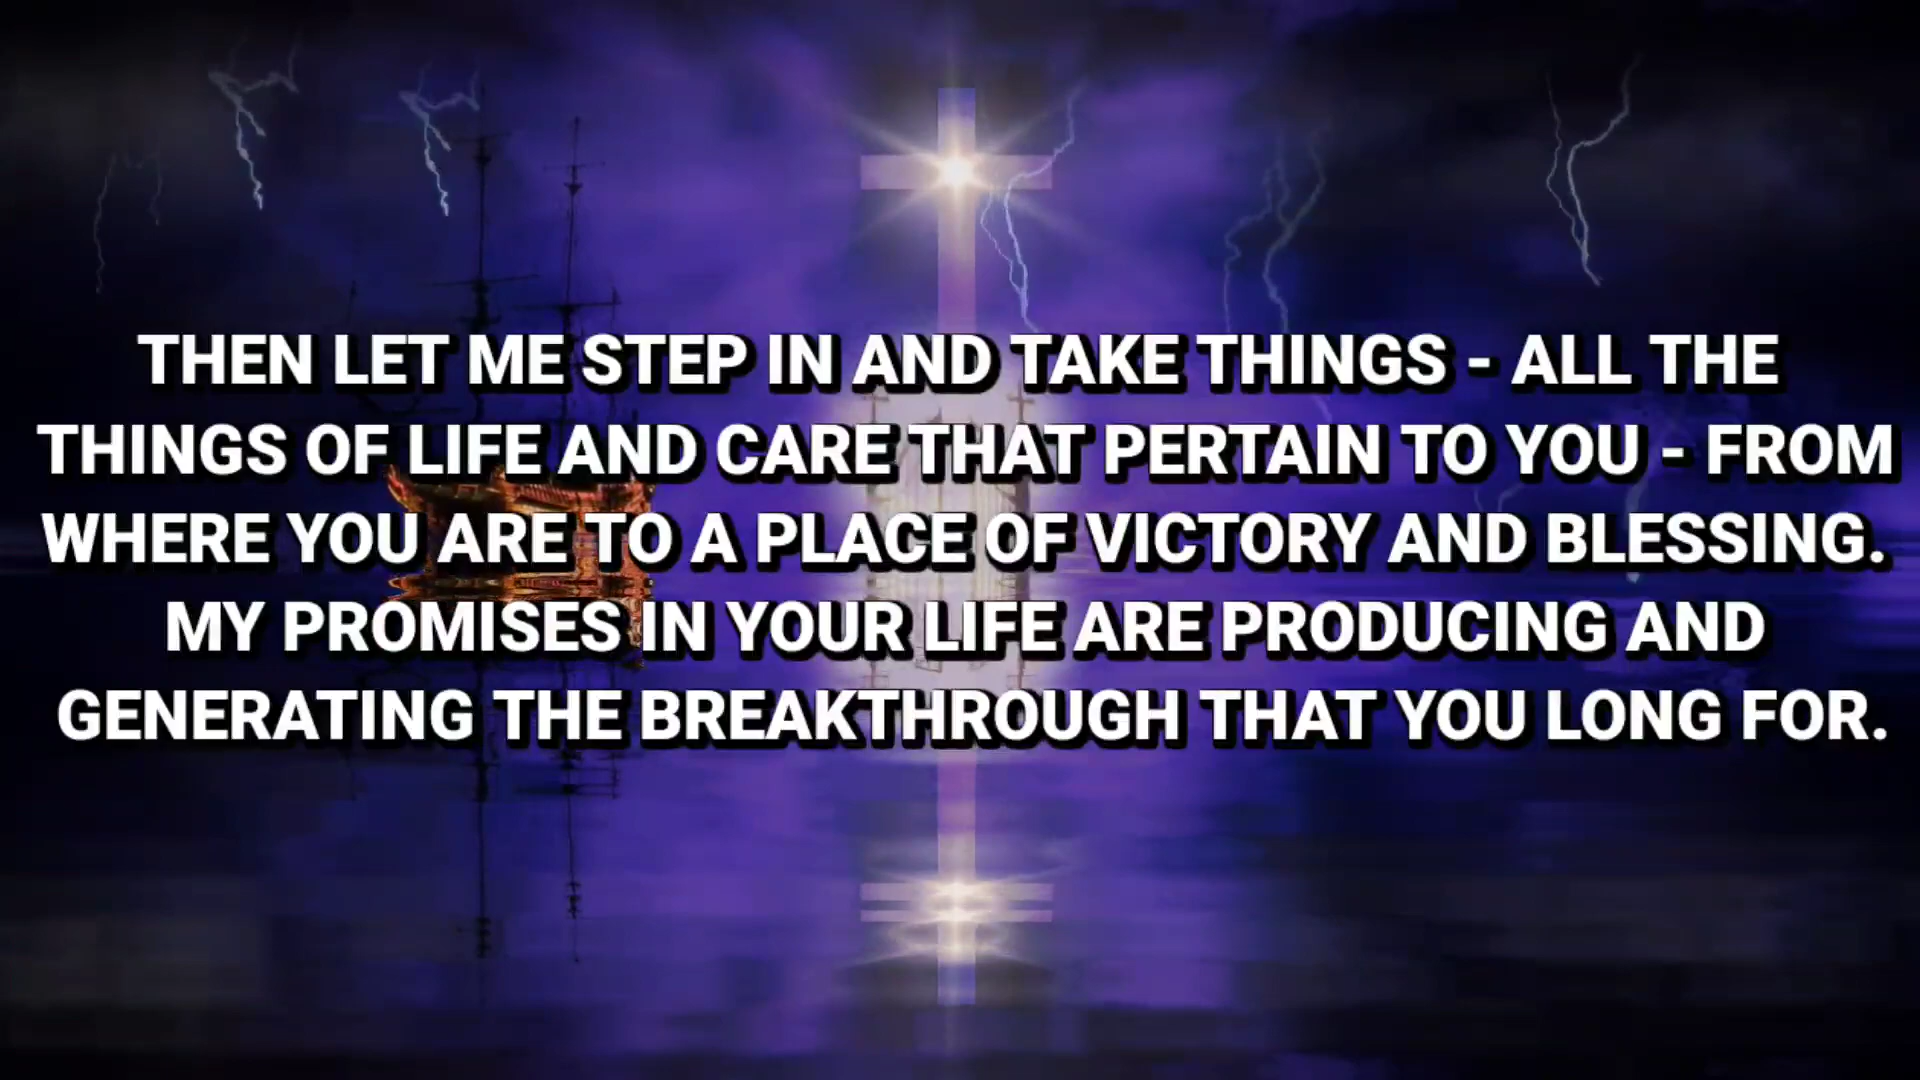 THEN LET ME STEP IN AND TAKE THINGS - ALL THE
THINGS OF LIFE AND CARE THAT PERTAIN TO YOU - FROM
WHERE YOU ARE TO A PLACE OF VICTORY AND BLESSING.
MY PROMISES IN YOUR LIFE ARE PRODUCING AND
GENERATING THE BREAKTHROUGH THAT YOU LONG FOR.